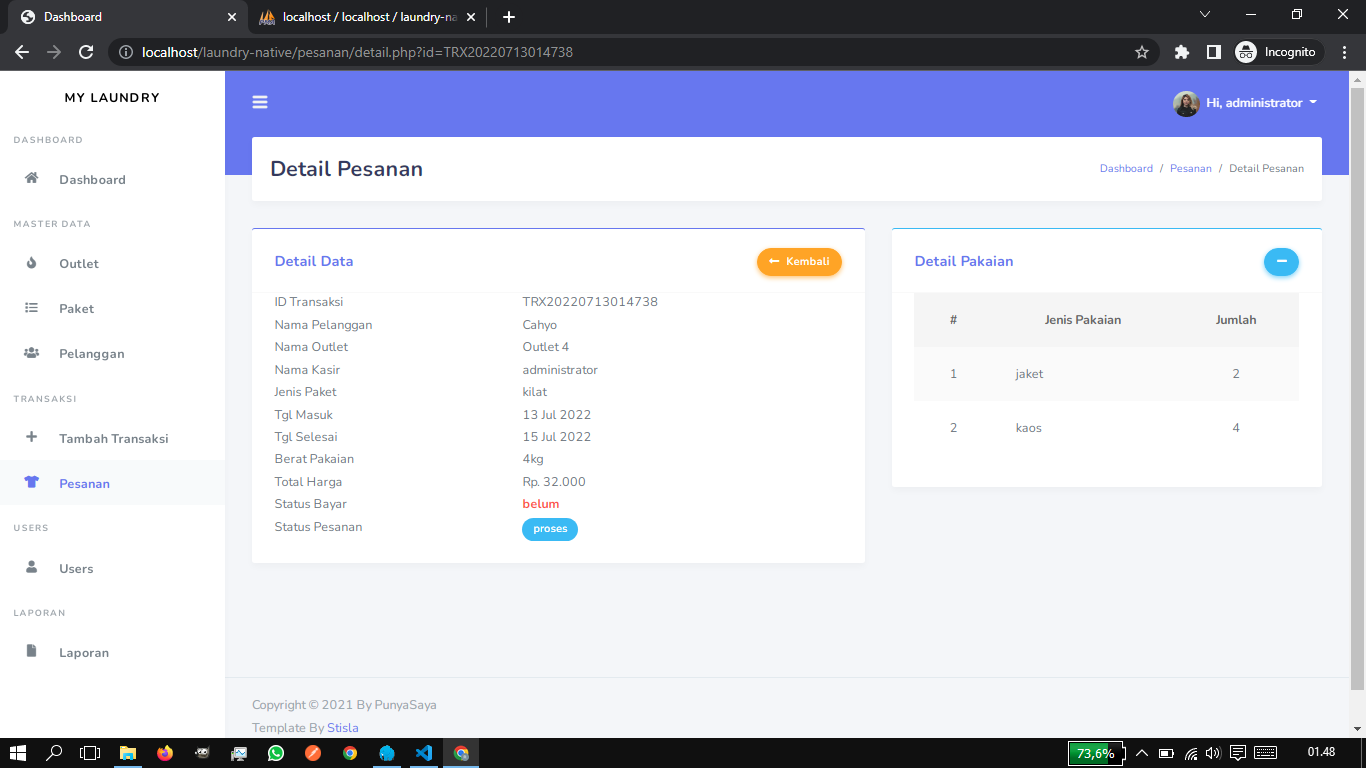 Dashboard
localhost / localhost / laundry-na
localhost/laundry-native/pesanan/detail.php?id=TRX20220713014738
Incognito
MY LAUNDRY
Hi, administrator
DASHBOARD
Dashboard
MASTER DATA
Outlet
Paket
Pelanggan
TRANSAKSI
Tambah Transaksi
Pesanan
USERS
Users
LAPORAN
Laporan
Detail Pesanan
Dashboard / Pesanan / Detail Pesanan
Detail Data
Kembali
ID Transaksi TRX20220713014738
Nama Pelanggan Cahyo
Nama Outlet Outlet 4
Nama Kasir administrator
Jenis Paket kilat
Tgl Masuk 13 Jul 2022
Tgl Selesai 15 Jul 2022
Berat Pakaian 4kg
Total Harga Rp. 32.000
Status Bayar belum
Status Pesanan proses
Detail Pakaian
# Jenis Pakaian Jumlah
1 jaket 2
2 kaos 4
Copyright © 2021 By PunyaSaya
Template By Stisla
73,6%
01.48